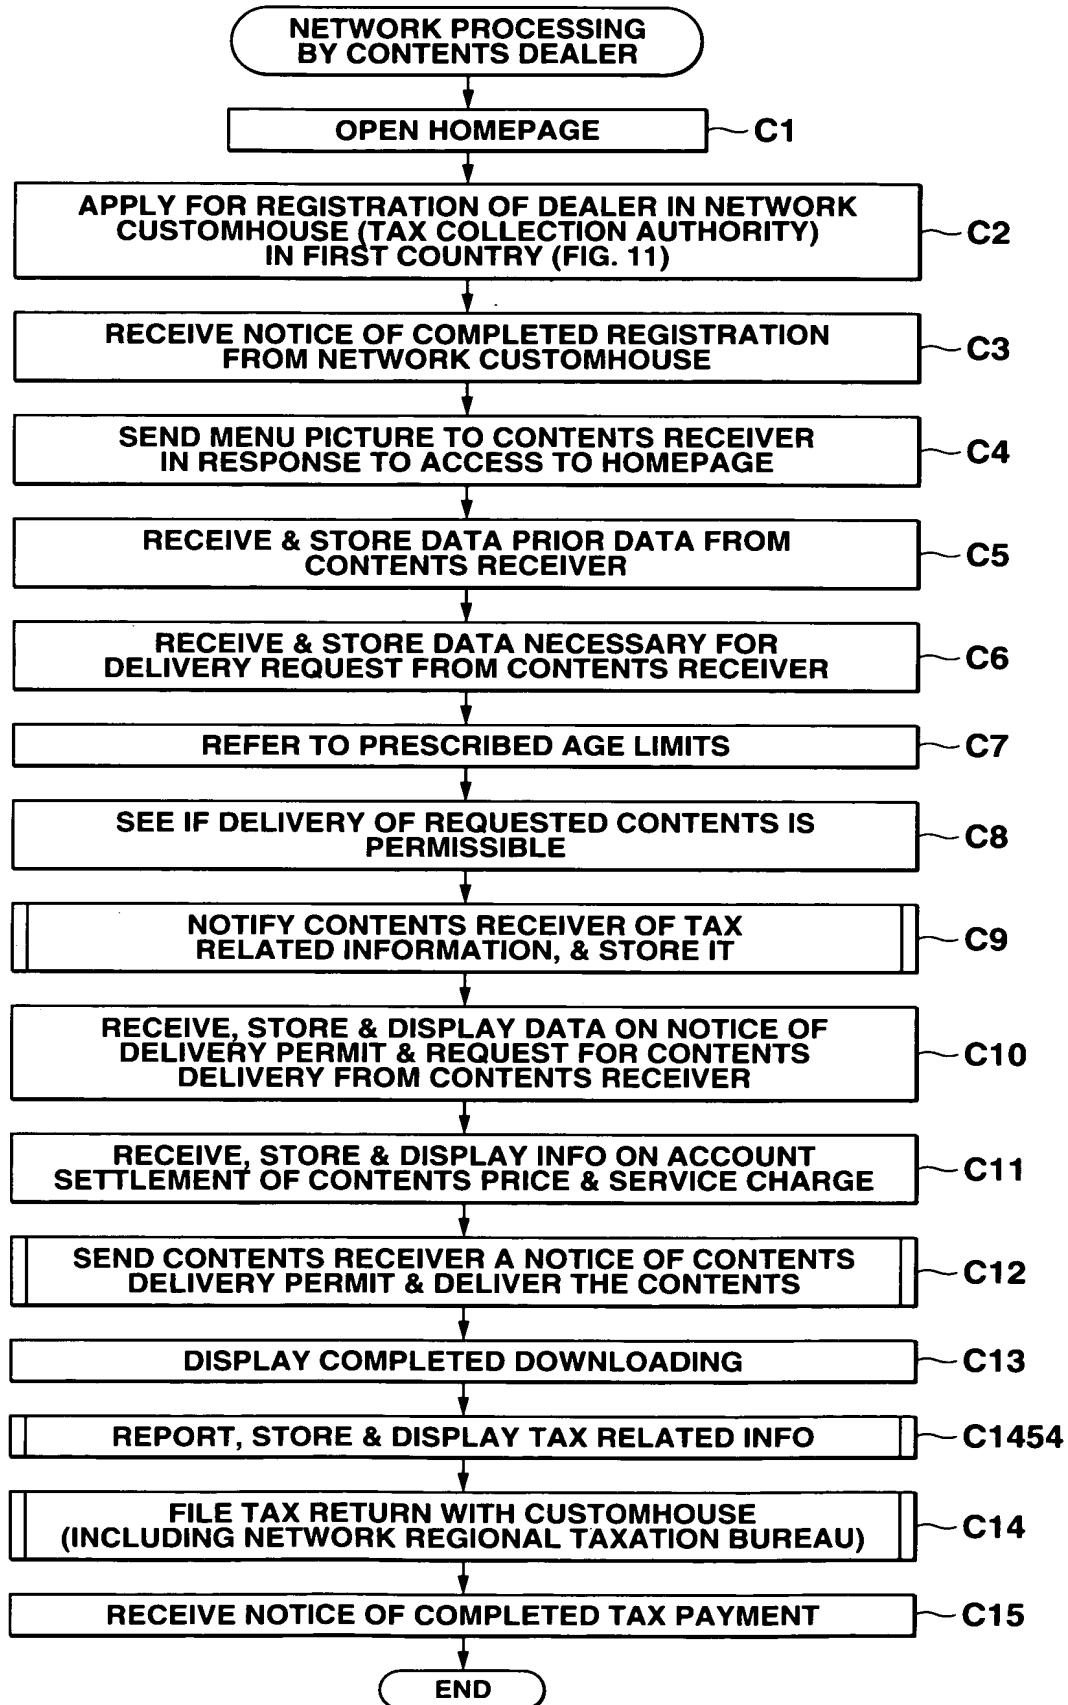 NETWORK PROCESSING
BY CONTENTS DEALER
OPEN HOMEPAGE
C1
APPLY FOR REGISTRATION OF DEALER IN NETWORK
CUSTOMHOUSE (TAX COLLECTION AUTHORITY)
IN FIRST COUNTRY (FIG. 11)
C2
RECEIVE NOTICE OF COMPLETED REGISTRATION
FROM NETWORK CUSTOMHOUSE
C3
SEND MENU PICTURE TO CONTENTS RECEIVER
IN RESPONSE TO ACCESS TO HOMEPAGE
C4
RECEIVE & STORE DATA PRIOR DATA FROM
CONTENTS RECEIVER
C5
RECEIVE & STORE DATA NECESSARY FOR
DELIVERY REQUEST FROM CONTENTS RECEIVER
C6
REFER TO PRESCRIBED AGE LIMITS
C7
SEE IF DELIVERY OF REQUESTED CONTENTS IS
PERMISSIBLE
C8
NOTIFY CONTENTS RECEIVER OF TAX
RELATED INFORMATION, & STORE IT
C9
RECEIVE, STORE & DISPLAY DATA ON NOTICE OF
DELIVERY PERMIT & REQUEST FOR CONTENTS
DELIVERY FROM CONTENTS RECEIVER
C10
RECEIVE, STORE & DISPLAY INFO ON ACCOUNT
SETTLEMENT OF CONTENTS PRICE & SERVICE CHARGE
C11
SEND CONTENTS RECEIVER A NOTICE OF CONTENTS
DELIVERY PERMIT & DELIVER THE CONTENTS
C12
DISPLAY COMPLETED DOWNLOADING
C13
REPORT, STORE & DISPLAY TAX RELATED INFO
C1454
FILE TAX RETURN WITH CUSTOMHOUSE
(INCLUDING NETWORK REGIONAL TAXATION BUREAU)
C14
RECEIVE NOTICE OF COMPLETED TAX PAYMENT
C15
END